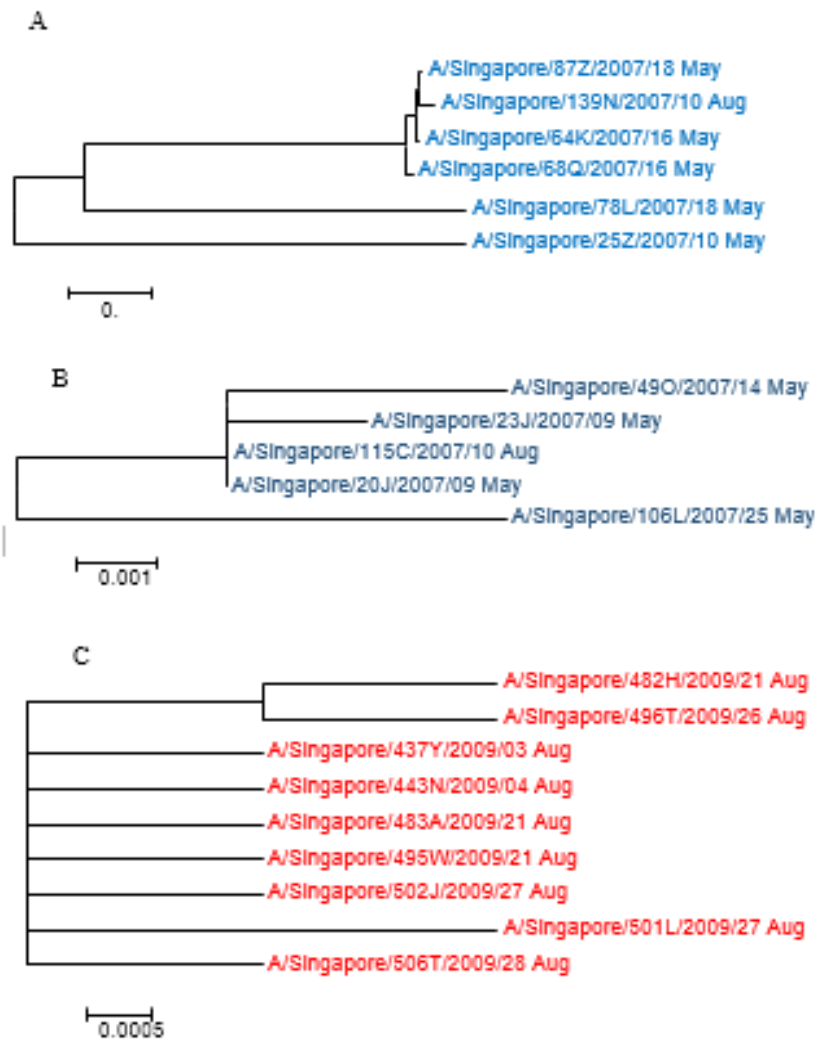 A
A/Singapore/87Z/2007/18 May
A/Singapore/139N/2007/10 Aug
A/Singapore/64K/2007/16 May
A/Singapore/68Q/2007/16 May
A/Singapore/78L/2007/18 May
A/Singapore/25Z/2007/10 May
0.
B
A/Singapore/49O/2007/14 May
A/Singapore/23J/2007/09 May
A/Singapore/115C/2007/10 Aug
A/Singapore/20J/2007/09 May
A/Singapore/106L/2007/25 May
0.001
C
A/Singapore/482H/2009/21 Aug
A/Singapore/496T/2009/26 Aug
A/Singapore/437Y/2009/03 Aug
A/Singapore/443N/2009/04 Aug
A/Singapore/483A/2009/21 Aug
A/Singapore/495W/2009/21 Aug
A/Singapore/502J/2009/27 Aug
A/Singapore/501L/2009/27 Aug
A/Singapore/506T/2009/28 Aug
0.0005